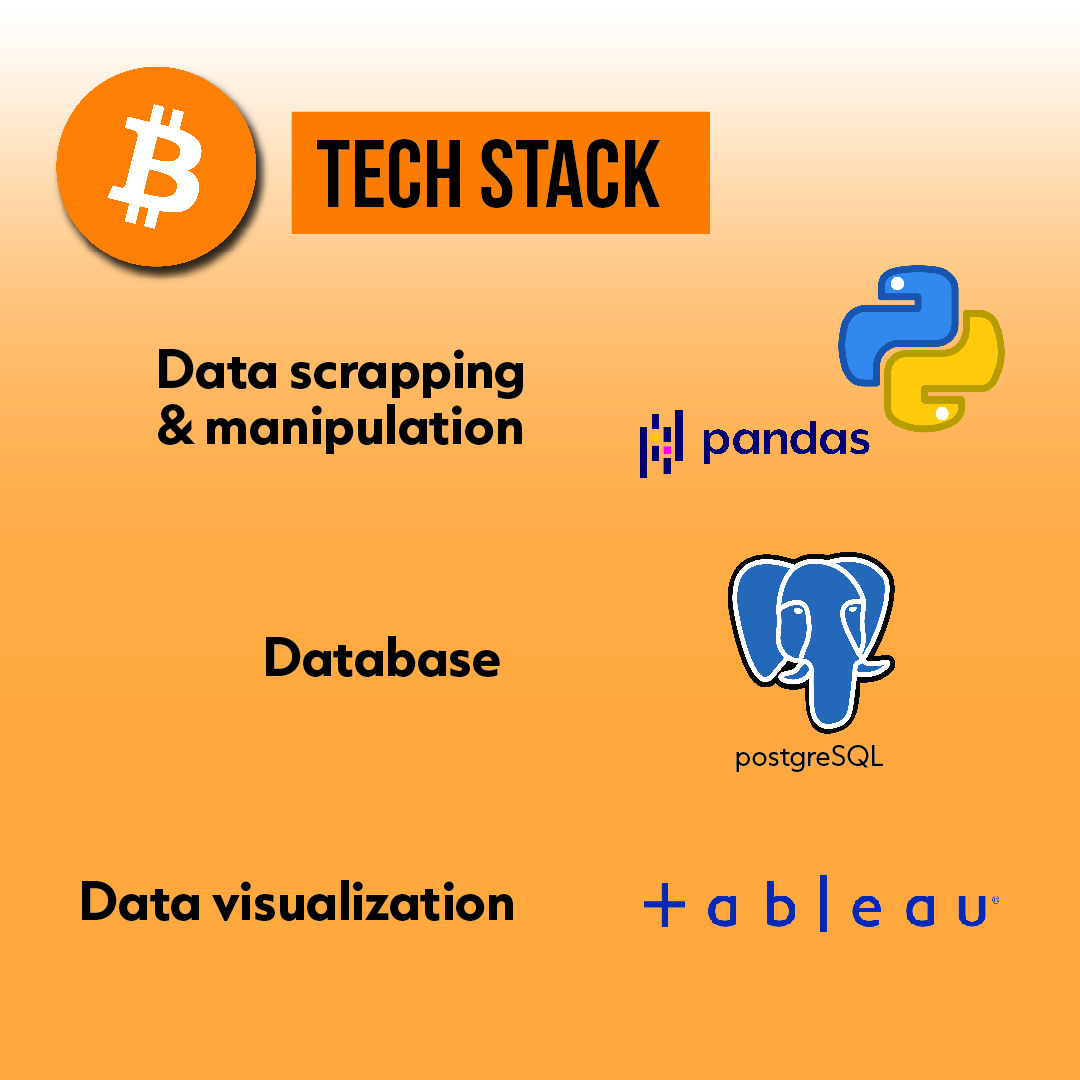 TECH STACK
Data scrapping
& manipulation
pandas
Database
postgreSQL
Data visualization
+ a b l e a u®